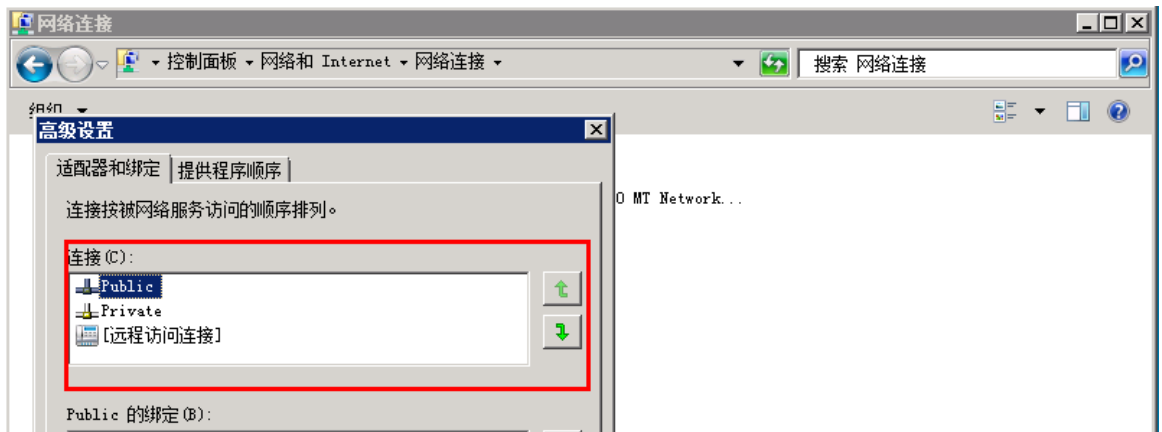 网络连接
控制面板 网络和 Internet 网络连接
搜索 网络连接
组织
高级设置
适配器和绑定 提供程序顺序
连接按被网络服务访问的顺序排列。
O MT Network...
连接(C):
Public
Private
[远程访问连接]
Public 的绑定(B):